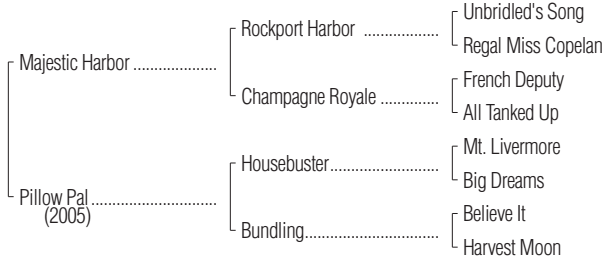 Unbridled's Song
Rockport Harbor ..................
Regal Miss Copelan
Majestic Harbor ....................
French Deputy
Champagne Royale ..............
All Tanked Up
Mt. Livermore
Housebuster..........................
Big Dreams
Pillow Pal ..............................
(2005)
Believe It
Bundling................................
Harvest Moon